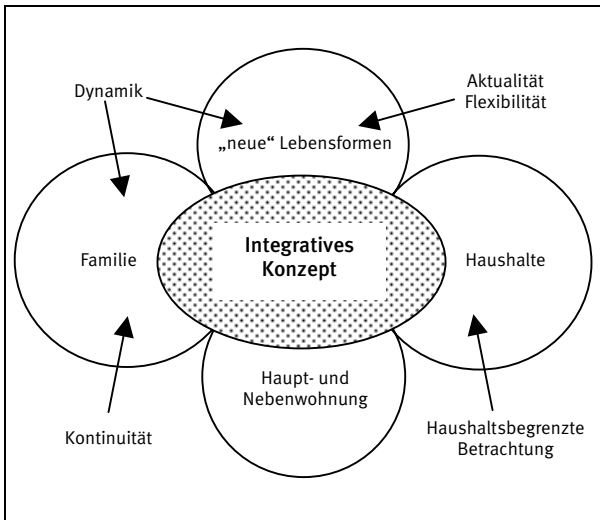 Dynamik
Aktualität
Flexibilität
„neue“ Lebensformen
Familie
Integratives
Konzept
Haushalte
Haupt- und
Nebenwohnung
Kontinuität
Haushaltsbegrenzte
Betrachtung